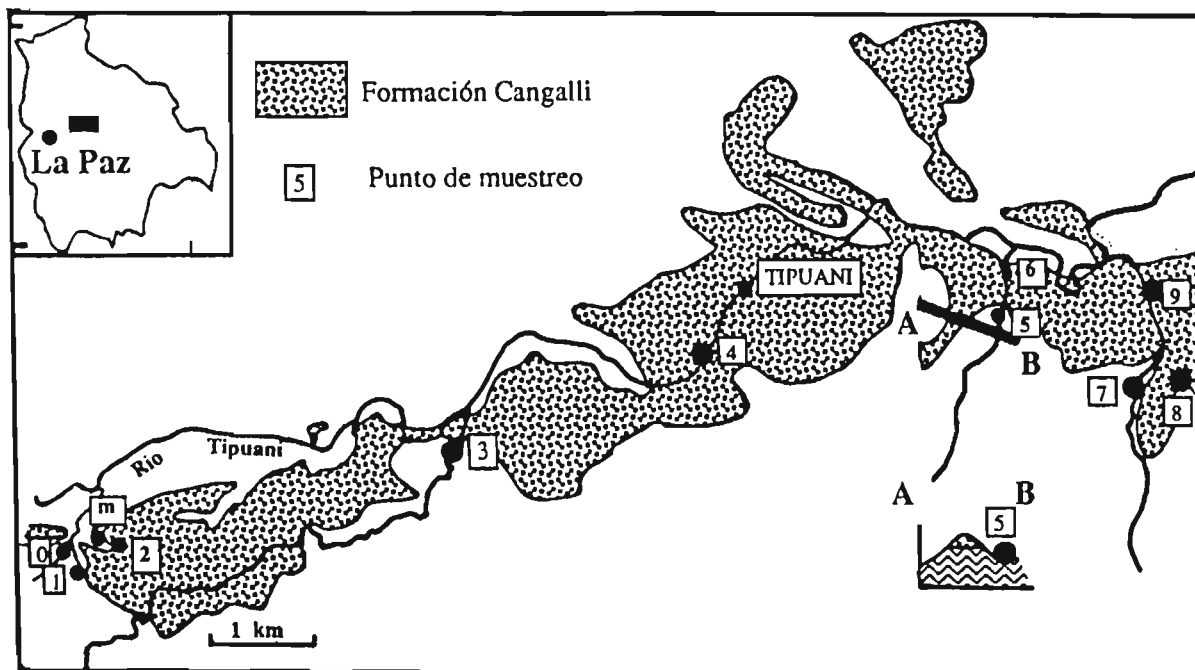 La Paz
Formación Cangalli
5
Punto de muestreo
TIPUANI
6
9
A
5
4
B
7
8
Río Tipuani
3
m
A
B
0
2
5
1
1 km